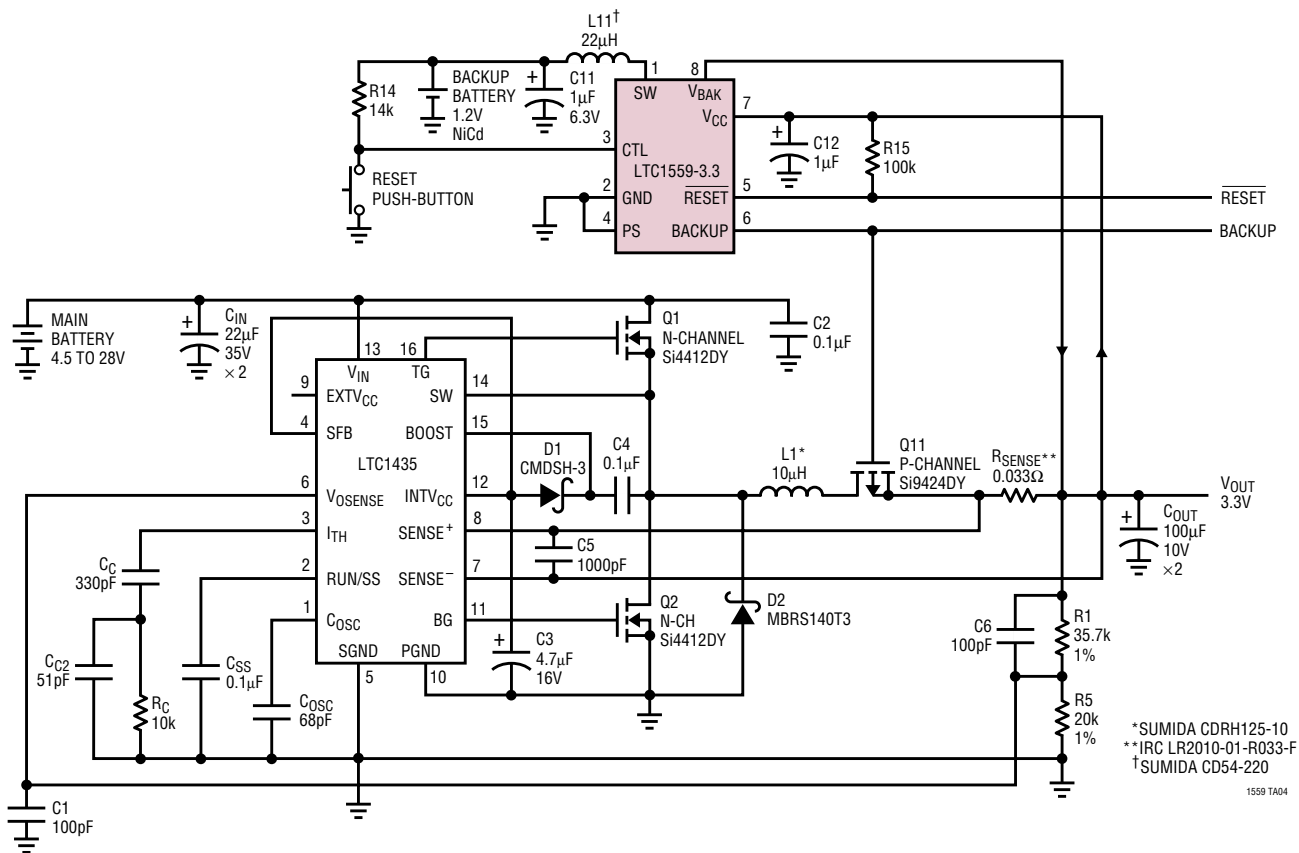 L11†
22µH
R14
14k
BACKUP
BATTERY
1.2V
NiCd
+
C11
1µF
6.3V
1
SW
8
VBAK
7
VCC
3
CTL
LTC1559-3.3
2
GND
4
PS
5
RESET
6
BACKUP
+
C12
1µF
R15
100k
RESET
BACKUP
RESET
PUSH-BUTTON
MAIN
BATTERY
4.5 TO 28V
+
CIN
22µF
35V
× 2
13
VIN
16
TG
9
EXTVCC
4
SFB
LTC1435
6
VOSENSE
3
ITH
2
RUN/SS
1
COSC
SGND
5
PGND
10
14
SW
15
BOOST
12
INTVCC
8
SENSE+
7
SENSE–
11
BG
Q1
N-CHANNEL
Si4412DY
C2
0.1µF
D1
CMDSH-3
C4
0.1µF
L1*
10µH
Q11
P-CHANNEL
Si9424DY
RSENSE**
0.033Ω
VOUT
3.3V
+
COUT
100µF
10V
×2
C5
1000pF
Q2
N-CH
Si4412DY
D2
MBRS140T3
+
C3
4.7µF
16V
C6
100pF
R1
35.7k
1%
R5
20k
1%
CC
330pF
CC2
51pF
RC
10k
CSS
0.1µF
COSC
68pF
C1
100pF
*SUMIDA CDRH125-10
**IRC LR2010-01-R033-F
†SUMIDA CD54-220
1559 TA04